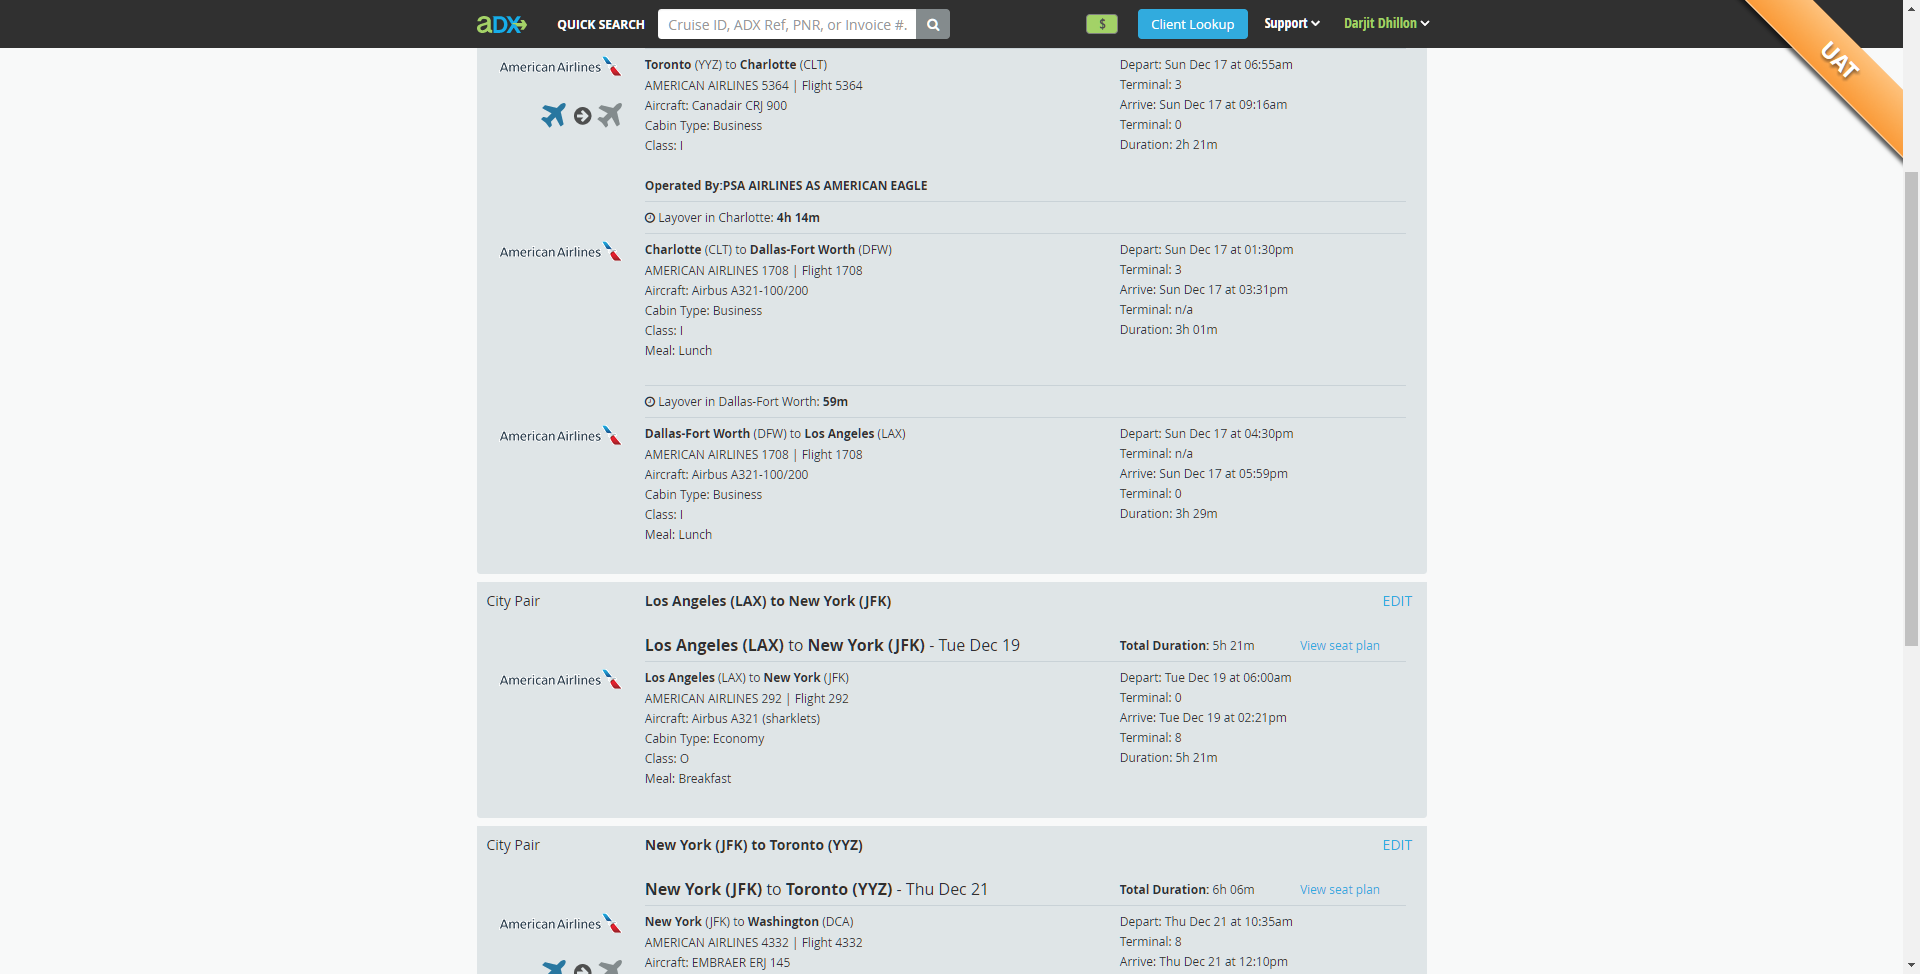 aDX QUICK SEARCH Cruise ID, ADX Ref, PNR, or Invoice #. $ Client Lookup Support Darjit Dhillon
UAT
American Airlines Toronto (YYZ) to Charlotte (CLT) Depart: Sun Dec 17 at 06:55am
AMERICAN AIRLINES 5364 | Flight 5364 Terminal: 3
Aircraft: Canadair CRJ 900 Arrive: Sun Dec 17 at 09:16am
Cabin Type: Business Terminal: 0
Class: I Duration: 2h 21m
Operated By:PSA AIRLINES AS AMERICAN EAGLE
Layover in Charlotte: 4h 14m
American Airlines Charlotte (CLT) to Dallas-Fort Worth (DFW) Depart: Sun Dec 17 at 01:30pm
AMERICAN AIRLINES 1708 | Flight 1708 Terminal: 3
Aircraft: Airbus A321-100/200 Arrive: Sun Dec 17 at 03:31pm
Cabin Type: Business Terminal: n/a
Class: I Duration: 3h 01m
Meal: Lunch
Layover in Dallas-Fort Worth: 59m
American Airlines Dallas-Fort Worth (DFW) to Los Angeles (LAX) Depart: Sun Dec 17 at 04:30pm
AMERICAN AIRLINES 1708 | Flight 1708 Terminal: n/a
Aircraft: Airbus A321-100/200 Arrive: Sun Dec 17 at 05:59pm
Cabin Type: Business Terminal: 0
Class: I Duration: 3h 29m
Meal: Lunch
City Pair Los Angeles (LAX) to New York (JFK) EDIT
Los Angeles (LAX) to New York (JFK) - Tue Dec 19 Total Duration: 5h 21m View seat plan
American Airlines Los Angeles (LAX) to New York (JFK) Depart: Tue Dec 19 at 06:00am
AMERICAN AIRLINES 292 | Flight 292 Terminal: 0
Aircraft: Airbus A321 (sharklets) Arrive: Tue Dec 19 at 02:21pm
Cabin Type: Economy Terminal: 8
Class: O Duration: 5h 21m
Meal: Breakfast
City Pair New York (JFK) to Toronto (YYZ) EDIT
New York (JFK) to Toronto (YYZ) - Thu Dec 21 Total Duration: 6h 06m View seat plan
American Airlines New York (JFK) to Washington (DCA) Depart: Thu Dec 21 at 10:35am
AMERICAN AIRLINES 4332 | Flight 4332 Terminal: 8
Aircraft: EMBRAER ERJ 145 Arrive: Thu Dec 21 at 12:10pm